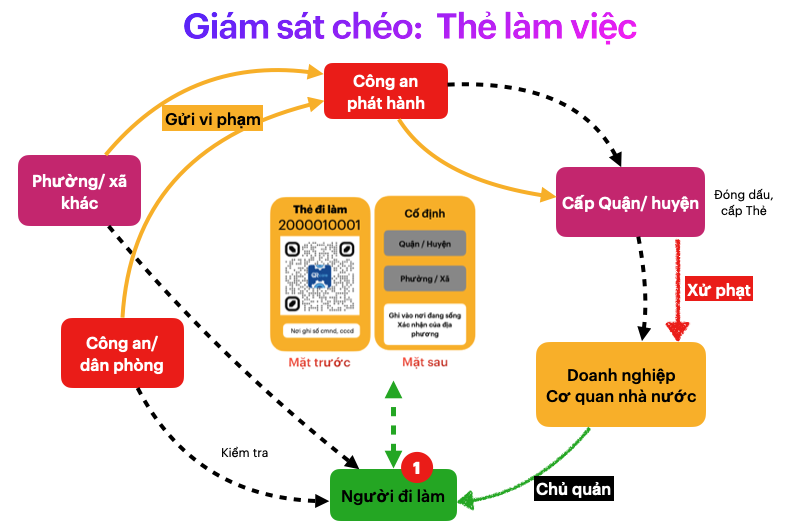 Giám sát chéo: Thẻ làm việc
Công an
phát hành
Gửi vi phạm
Phường/ xã
khác
Cấp Quận/ huyện
Đóng dấu,
cấp Thẻ
Thẻ đi làm
2000010001
Nơi ghi số cmnd, cccd
Mặt trước
Cố định
Quận / Huyện
Phường / Xã
Ghi vào nơi đang sống
Xác nhận của địa
phương
Mặt sau
Xử phạt
Công an/
dân phòng
Doanh nghiệp
Cơ quan nhà nước
Kiểm tra
1
Người đi làm
Chủ quản